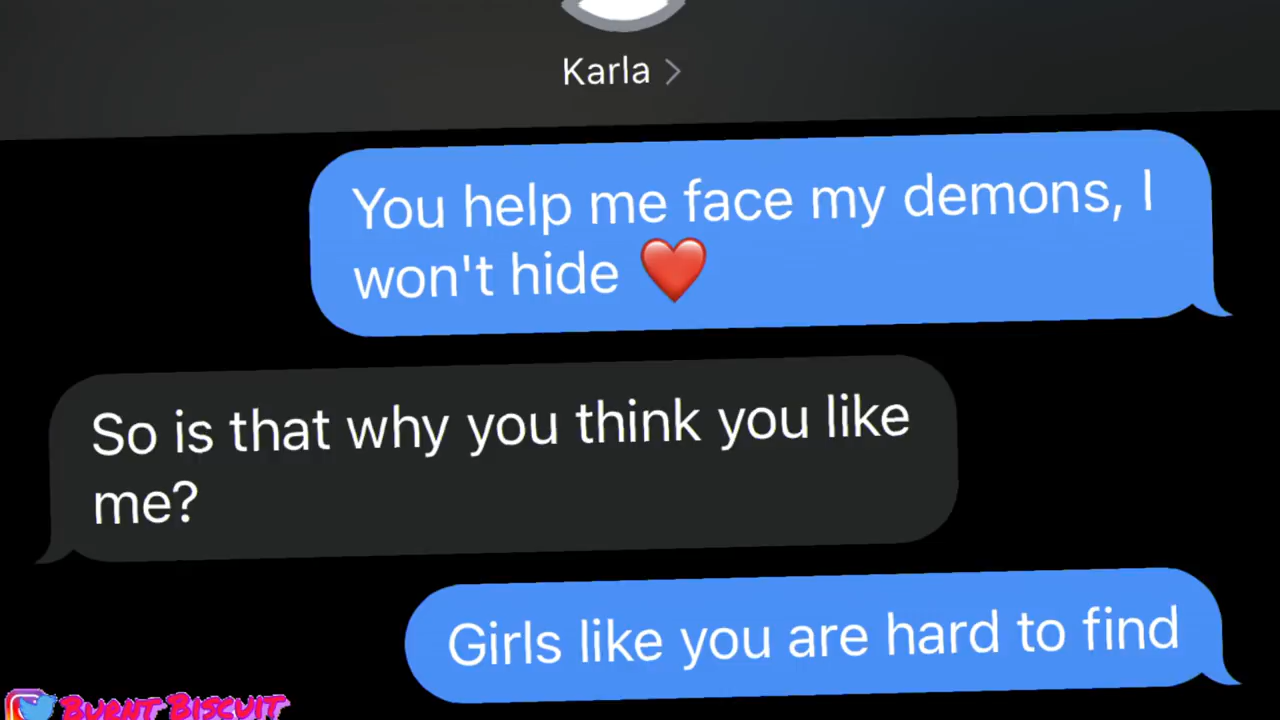 Karla >
You help me face my demons, I
won't hide ❤️
So is that why you think you like
me?
Girls like you are hard to find
BURNT BISCUIT